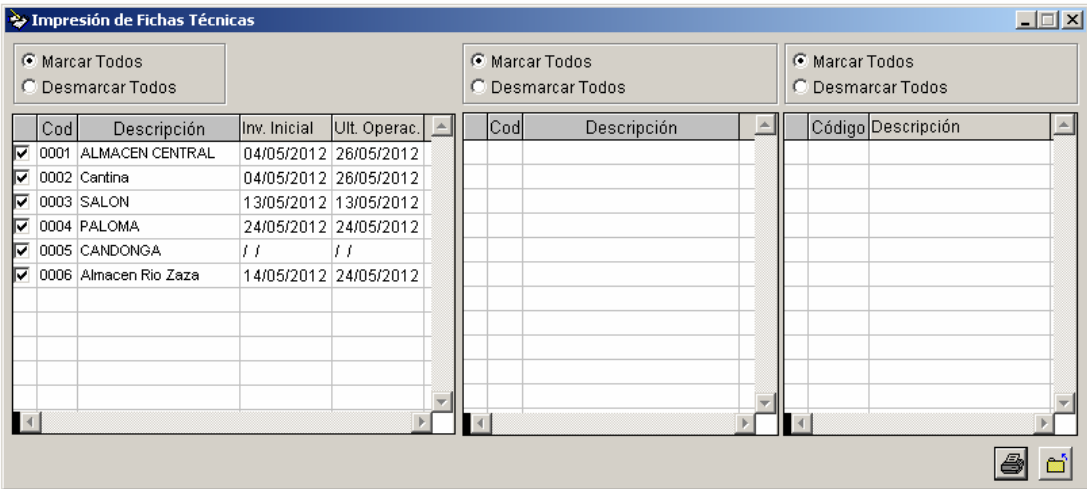 Impresión de Fichas Técnicas
Marcar Todos
Desmarcar Todos
Marcar Todos
Desmarcar Todos
Marcar Todos
Desmarcar Todos
Cod Descripción Inv. Inicial Ult. Operac.
0001 ALMACEN CENTRAL 04/05/2012 26/05/2012
0002 Cantina 04/05/2012 26/05/2012
0003 SALON 13/05/2012 13/05/2012
0004 PALOMA 24/05/2012 24/05/2012
0005 CANDONGA / / / /
0006 Almacen Rio Zaza 14/05/2012 24/05/2012
Cod Descripción
Código Descripción